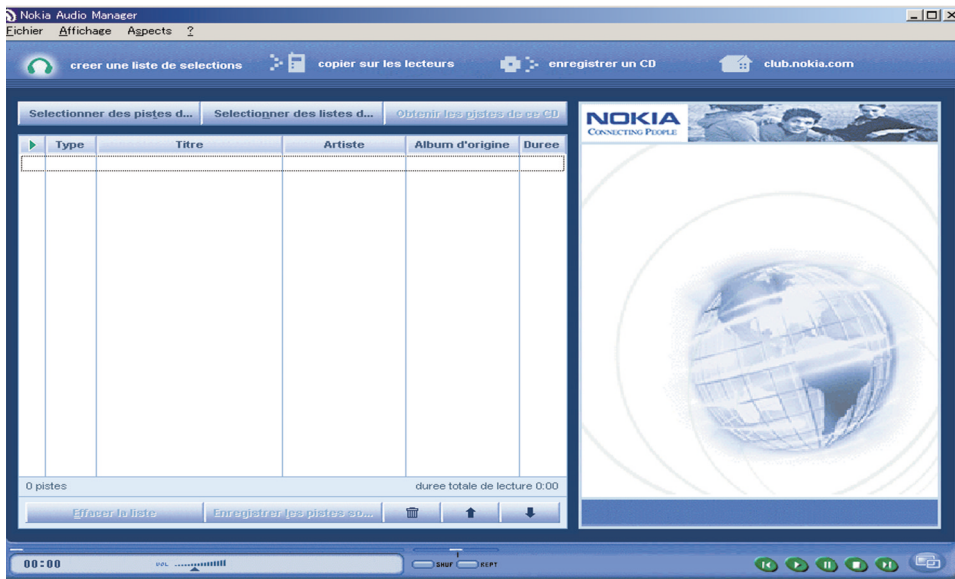 Nokia Audio Manager
Fichier Affichage Aspects ?
creer une liste de selections copier sur les lecteurs enregistrer un CD club.nokia.com
Selectionner des pistes d... Selectionner des listes d... Obtenir les pistes de ce CD
NOKIA
CONNECTING PEOPLE
Type Titre Artiste Album d'origine Duree
0 pistes duree totale de lecture 0:00
Effacer la liste Enregistrer les pistes so...
00:00 VOL SHUF REPT